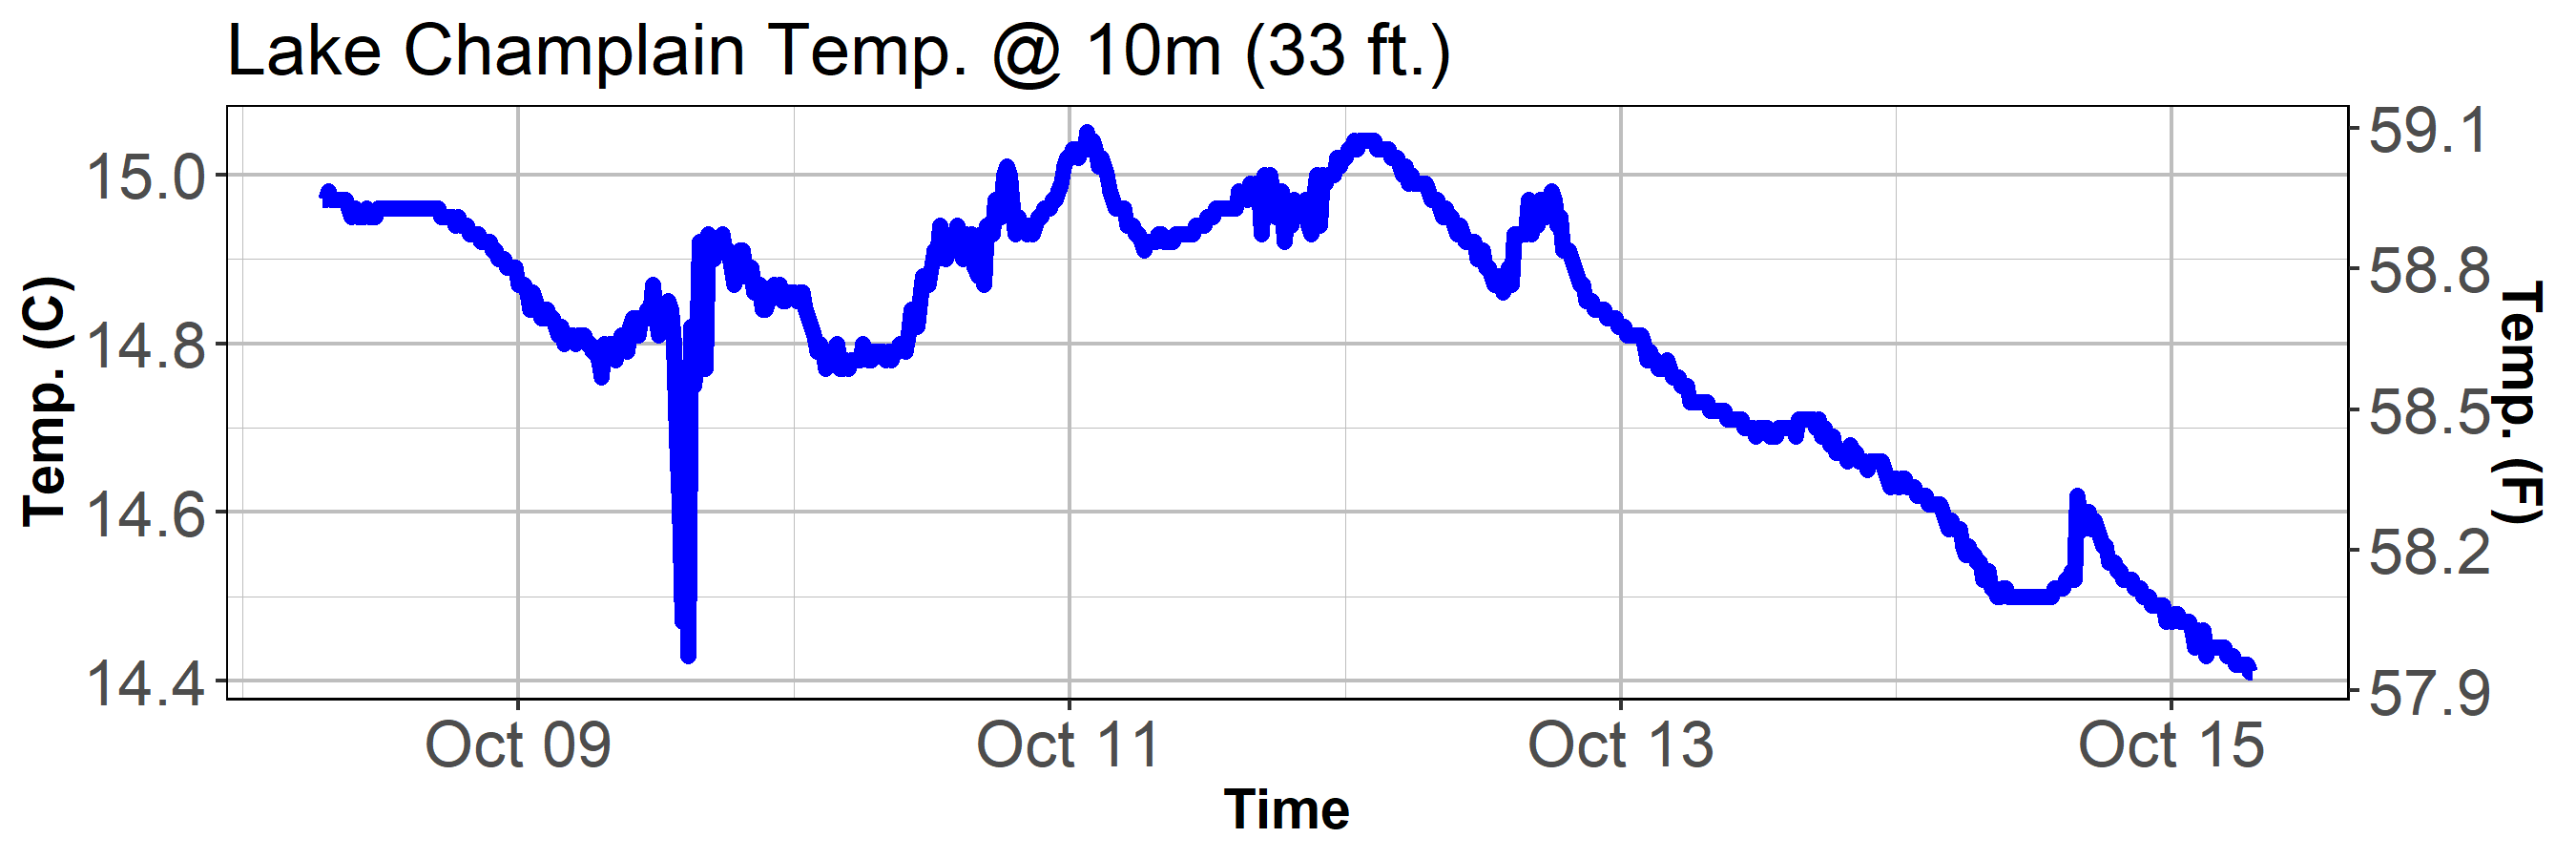 Lake Champlain Temp. @ 10m (33 ft.)
Temp. (C)
15.0
14.8
14.6
14.4
59.1
58.8
58.5
58.2
57.9
Temp. (F)
Oct 09 Oct 11 Oct 13 Oct 15
Time